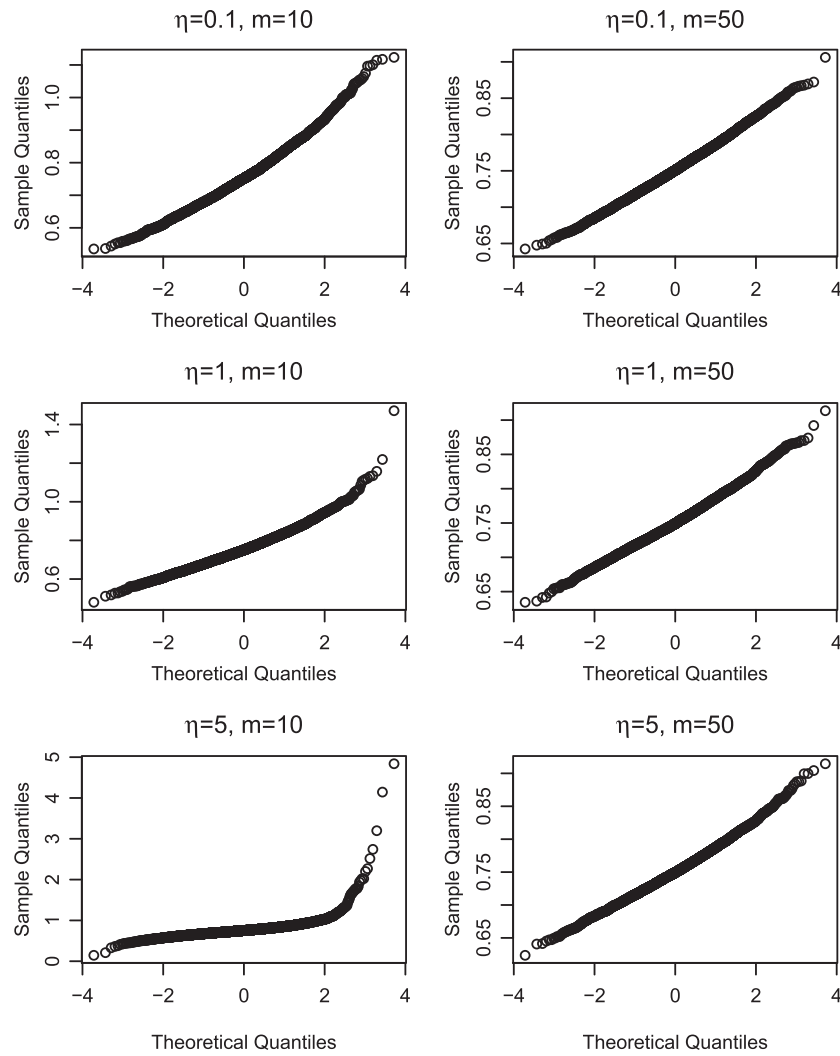 η=0.1, m=10
Sample Quantiles
0.6 0.8 1.0
−4 −2 0 2 4
Theoretical Quantiles
η=0.1, m=50
Sample Quantiles
0.65 0.75 0.85
−4 −2 0 2 4
Theoretical Quantiles
η=1, m=10
Sample Quantiles
0.6 1.0 1.4
−4 −2 0 2 4
Theoretical Quantiles
η=1, m=50
Sample Quantiles
0.65 0.75 0.85
−4 −2 0 2 4
Theoretical Quantiles
η=5, m=10
Sample Quantiles
0 1 2 3 4 5
−4 −2 0 2 4
Theoretical Quantiles
η=5, m=50
Sample Quantiles
0.65 0.75 0.85
−4 −2 0 2 4
Theoretical Quantiles